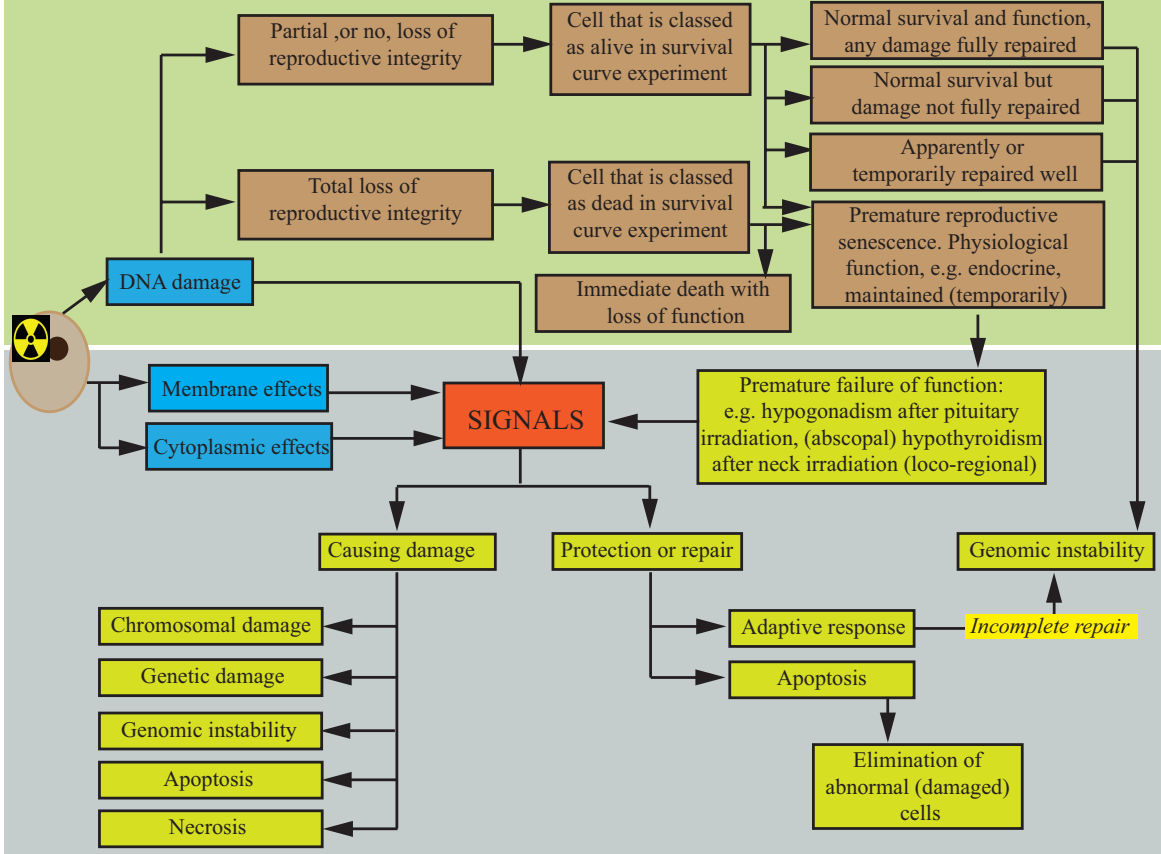 Partial ,or no, loss of
reproductive integrity
Cell that is classed
as alive in survival
curve experiment
Normal survival and function,
any damage fully repaired
Normal survival but
damage not fully repaired
Apparently or
temporarily repaired well
Total loss of
reproductive integrity
Cell that is classed
as dead in survival
curve experiment
Premature reproductive
senescence. Physiological
function, e.g. endocrine,
maintained (temporarily)
DNA damage
Immediate death with
loss of function
Membrane effects
Cytoplasmic effects
SIGNALS
Premature failure of function:
e.g. hypogonadism after pituitary
irradiation, (abscopal) hypothyroidism
after neck irradiation (loco-regional)
Causing damage
Protection or repair
Genomic instability
Chromosomal damage
Genetic damage
Genomic instability
Apoptosis
Necrosis
Adaptive response
Incomplete repair
Apoptosis
Elimination of
abnormal (damaged)
cells